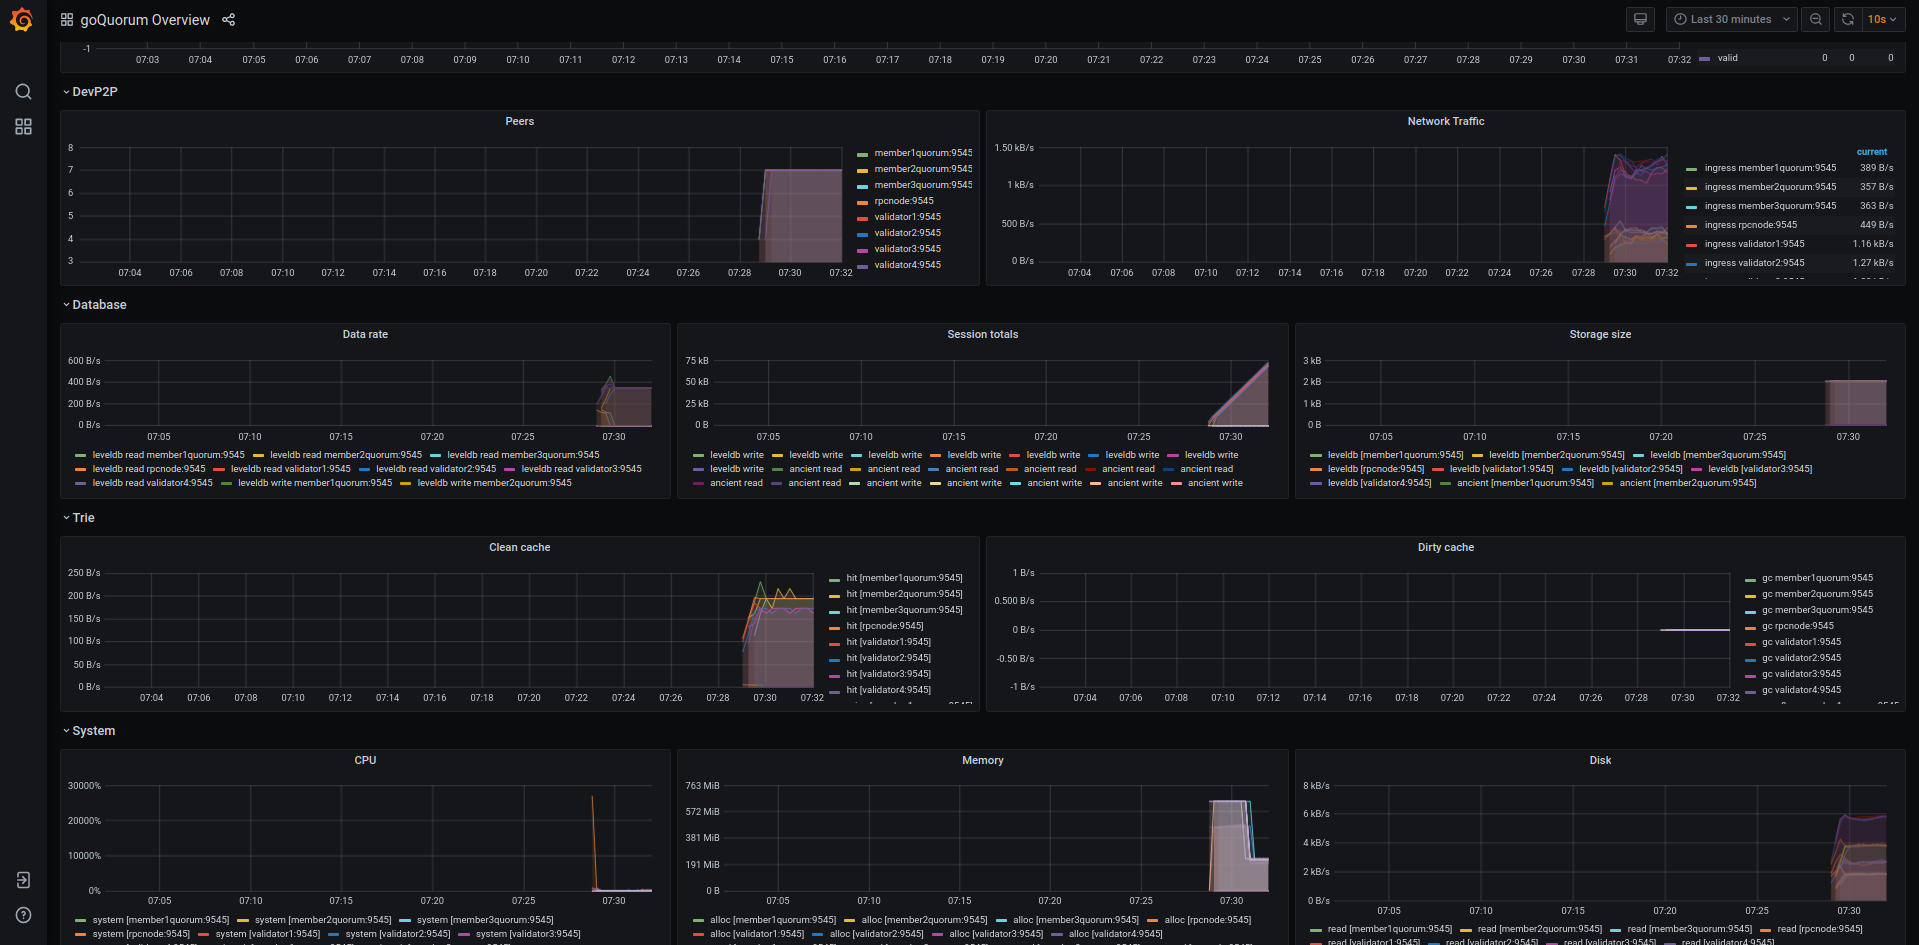 goQuorum Overview
Last 30 minutes
10s
-1
07:03 07:04 07:05 07:06 07:07 07:08 07:09 07:10 07:11 07:12 07:13 07:14 07:15 07:16 07:17 07:18 07:19 07:20 07:21 07:22 07:23 07:24 07:25 07:26 07:27 07:28 07:29 07:30 07:31 07:32
valid 0 0 0
DevP2P
Peers
8
7
6
5
4
3
07:04 07:06 07:08 07:10 07:12 07:14 07:16 07:18 07:20 07:22 07:24 07:26 07:28 07:30 07:32
member1quorum:9545
member2quorum:9545
member3quorum:9545
rpcnode:9545
validator1:9545
validator2:9545
validator3:9545
validator4:9545
Network Traffic
1.50 kB/s
1 kB/s
500 B/s
0 B/s
07:04 07:06 07:08 07:10 07:12 07:14 07:16 07:18 07:20 07:22 07:24 07:26 07:28 07:30 07:32
current
ingress member1quorum:9545 389 B/s
ingress member2quorum:9545 357 B/s
ingress member3quorum:9545 363 B/s
ingress rpcnode:9545 449 B/s
ingress validator1:9545 1.16 kB/s
ingress validator2:9545 1.27 kB/s
Database
Data rate
600 B/s
400 B/s
200 B/s
0 B/s
07:05 07:10 07:15 07:20 07:25 07:30
leveldb read member1quorum:9545 leveldb read member2quorum:9545 leveldb read member3quorum:9545
leveldb read rpcnode:9545 leveldb read validator1:9545 leveldb read validator2:9545 leveldb read validator3:9545
leveldb read validator4:9545 leveldb write member1quorum:9545 leveldb write member2quorum:9545
Session totals
75 kB
50 kB
25 kB
0 B
07:05 07:10 07:15 07:20 07:25 07:30
leveldb write leveldb write leveldb write leveldb write leveldb write leveldb write leveldb write
leveldb write ancient read ancient read ancient read ancient read ancient read ancient read
ancient read ancient read ancient write ancient write ancient write ancient write ancient write
Storage size
3 kB
2 kB
1 kB
0 B
07:05 07:10 07:15 07:20 07:25 07:30
leveldb [member1quorum:9545] leveldb [member2quorum:9545] leveldb [member3quorum:9545]
leveldb [rpcnode:9545] leveldb [validator1:9545] leveldb [validator2:9545] leveldb [validator3:9545]
leveldb [validator4:9545] ancient [member1quorum:9545] ancient [member2quorum:9545]
Trie
Clean cache
250 B/s
200 B/s
150 B/s
100 B/s
50 B/s
0 B/s
07:04 07:06 07:08 07:10 07:12 07:14 07:16 07:18 07:20 07:22 07:24 07:26 07:28 07:30 07:32
hit [member1quorum:9545]
hit [member2quorum:9545]
hit [member3quorum:9545]
hit [rpcnode:9545]
hit [validator1:9545]
hit [validator2:9545]
hit [validator3:9545]
hit [validator4:9545]
Dirty cache
1 B/s
0.500 B/s
0 B/s
-0.50 B/s
-1 B/s
07:04 07:06 07:08 07:10 07:12 07:14 07:16 07:18 07:20 07:22 07:24 07:26 07:28 07:30 07:32
gc member1quorum:9545
gc member2quorum:9545
gc member3quorum:9545
gc rpcnode:9545
gc validator1:9545
gc validator2:9545
gc validator3:9545
gc validator4:9545
System
CPU
30000%
20000%
10000%
0%
07:05 07:10 07:15 07:20 07:25 07:30
system [member1quorum:9545] system [member2quorum:9545] system [member3quorum:9545]
system [rpcnode:9545] system [validator1:9545] system [validator2:9545] system [validator3:9545]
Memory
763 MiB
572 MiB
381 MiB
191 MiB
0 B
07:05 07:10 07:15 07:20 07:25 07:30
alloc [member1quorum:9545] alloc [member2quorum:9545] alloc [member3quorum:9545] alloc [rpcnode:9545]
alloc [validator1:9545] alloc [validator2:9545] alloc [validator3:9545] alloc [validator4:9545]
Disk
8 kB/s
6 kB/s
4 kB/s
2 kB/s
0 B/s
07:05 07:10 07:15 07:20 07:25 07:30
read [member1quorum:9545] read [member2quorum:9545] read [member3quorum:9545] read [rpcnode:9545]
read [validator1:9545] read [validator2:9545] read [validator3:9545] read [validator4:9545]